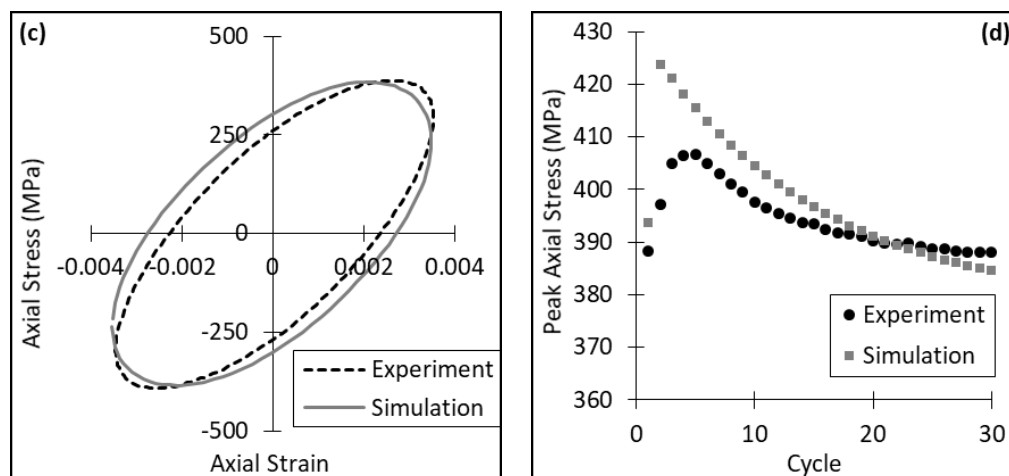 (c)
500
250
0
-0.004
-0.002
0
0.002
0.004
-250
-500
Axial Stress (MPa)
Axial Strain
Experiment
Simulation
(d)
430
420
410
400
390
380
370
360
0
10
20
30
Peak Axial Stress (MPa)
Cycle
Experiment
Simulation